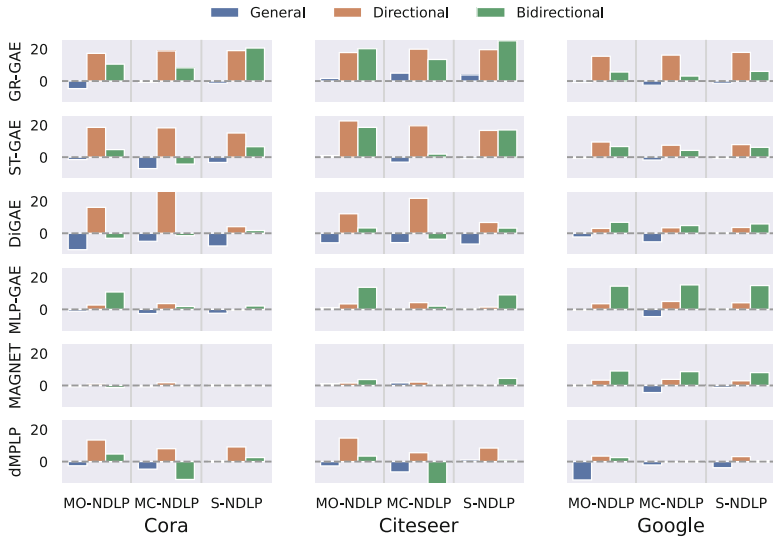 General Directional Bidirectional
GR-GAE
20
0
ST-GAE
20
0
DiGAE
20
0
MLP-GAE
20
0
MAGNET
20
0
dMPLP
20
0
MO-NDLP MC-NDLP S-NDLP MO-NDLP MC-NDLP S-NDLP MO-NDLP MC-NDLP S-NDLP
Cora Citeseer Google